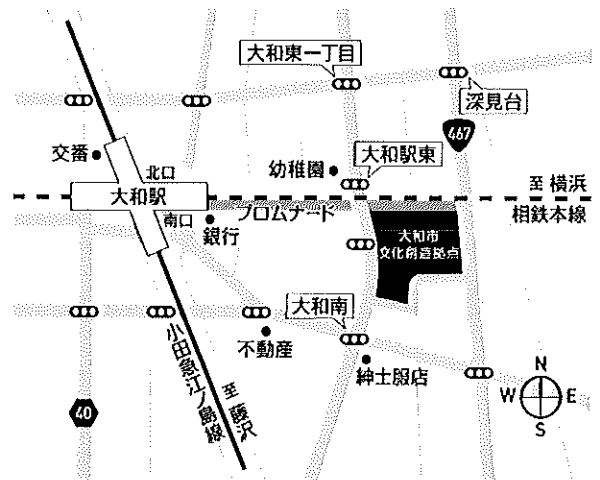 大和東一丁目
深見台
467
交番
北口
幼稚園
大和駅東
大和駅
至 横浜
南口
プロムナード
相鉄本線
銀行
大和市
文化創造拠点
大和南
不動産
紳士服店
小田急江ノ島線
至 藤沢
40
N
W
E
S